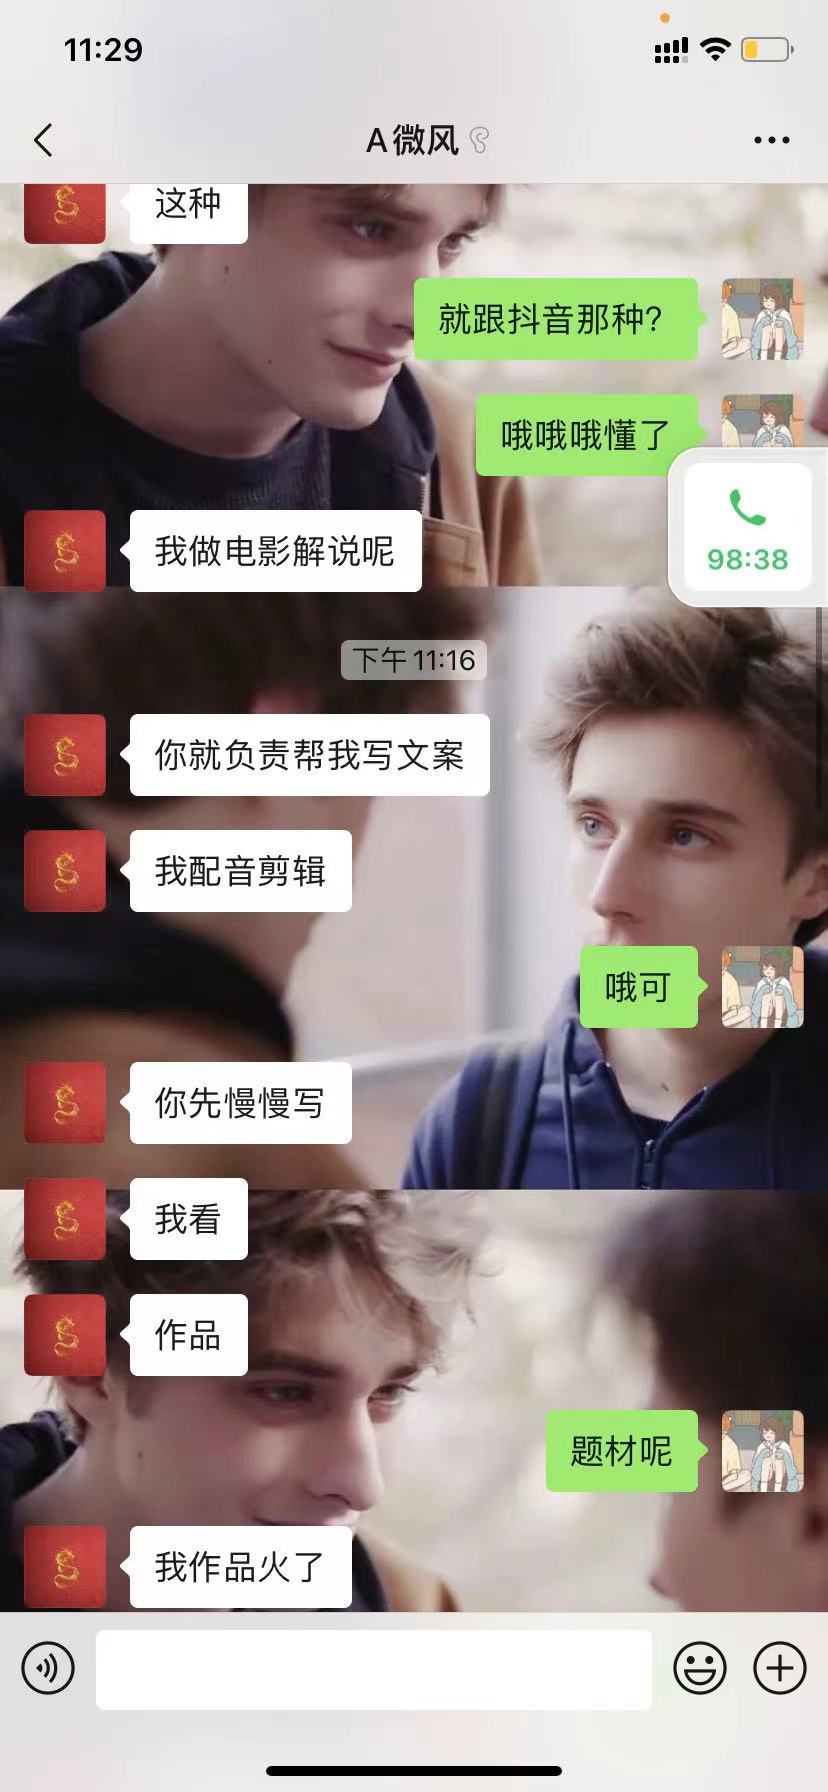 11:29
A微风
这种
就跟抖音那种?
哦哦哦懂了
98:38
我做电影解说呢
下午 11:16
你就负责帮我写文案
我配音剪辑
哦可
你先慢慢写
我看
作品
题材呢
我作品火了